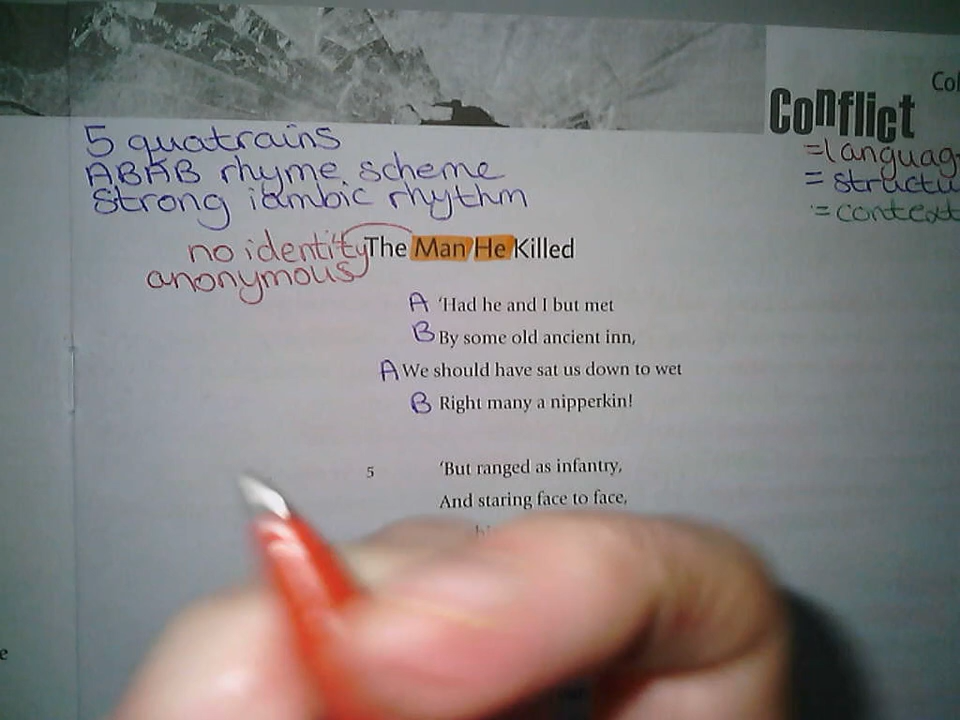 Conflict
5 quatrains
ABAB rhyme scheme
Strong iambic rhythm
= structu
= context
no identity
The Man He Killed
anonymous
A 'Had he and I but met
B By some old ancient inn,
A We should have sat us down to wet
B Right many a nipperkin!
5 'But ranged as infantry,
And staring face to face,